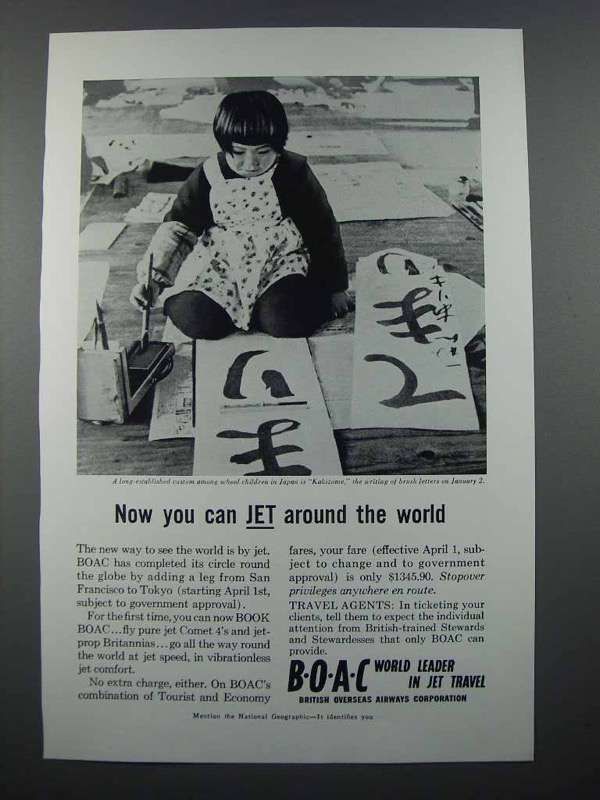 A long-established custom among school children in Japan is "Kakizome," the writing of brush letters on January 2.
Now you can JET around the world
The new way to see the world is by jet.
BOAC has completed its circle round
the globe by adding a leg from San
Francisco to Tokyo (starting April 1st,
subject to government approval).
For the first time, you can now BOOK
BOAC...fly pure jet Comet 4's and jet-
prop Britannias...go all the way round
the world at jet speed, in vibrationless
jet comfort.
No extra charge, either. On BOAC's
combination of Tourist and Economy
fares, your fare (effective April 1, sub-
ject to change and to government
approval) is only $1345.90. Stopover
privileges anywhere en route.
TRAVEL AGENTS: In ticketing your
clients, tell them to expect the individual
attention from British-trained Stewards
and Stewardesses that only BOAC can
provide.
B·O·A·C WORLD LEADER
IN JET TRAVEL
BRITISH OVERSEAS AIRWAYS CORPORATION
Mention the National Geographic—It identifies you